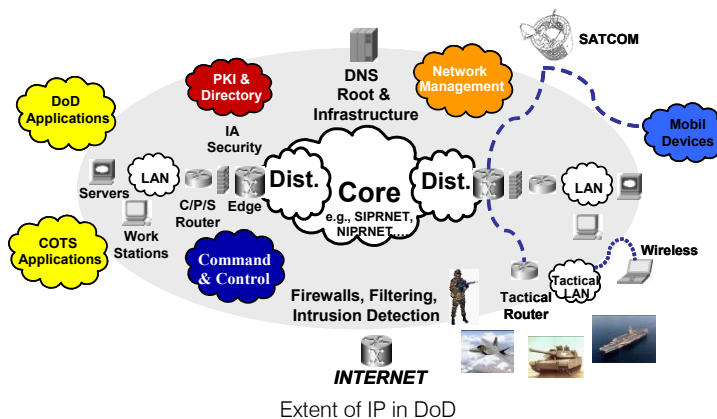 SATCOM
DNS
Root &
Infrastructure
PKI &
Directory
Network
Management
DoD
Applications
Mobil
Devices
IA
Security
Servers
LAN
C/P/S
Router
Edge
Dist.
Core
e.g., SIPRNET,
NIPRNET,...
Dist.
LAN
Work
Stations
COTS
Applications
Command
& Control
Wireless
Tactical
LAN
Tactical
Router
Firewalls, Filtering,
Intrusion Detection
INTERNET
Extent of IP in DoD